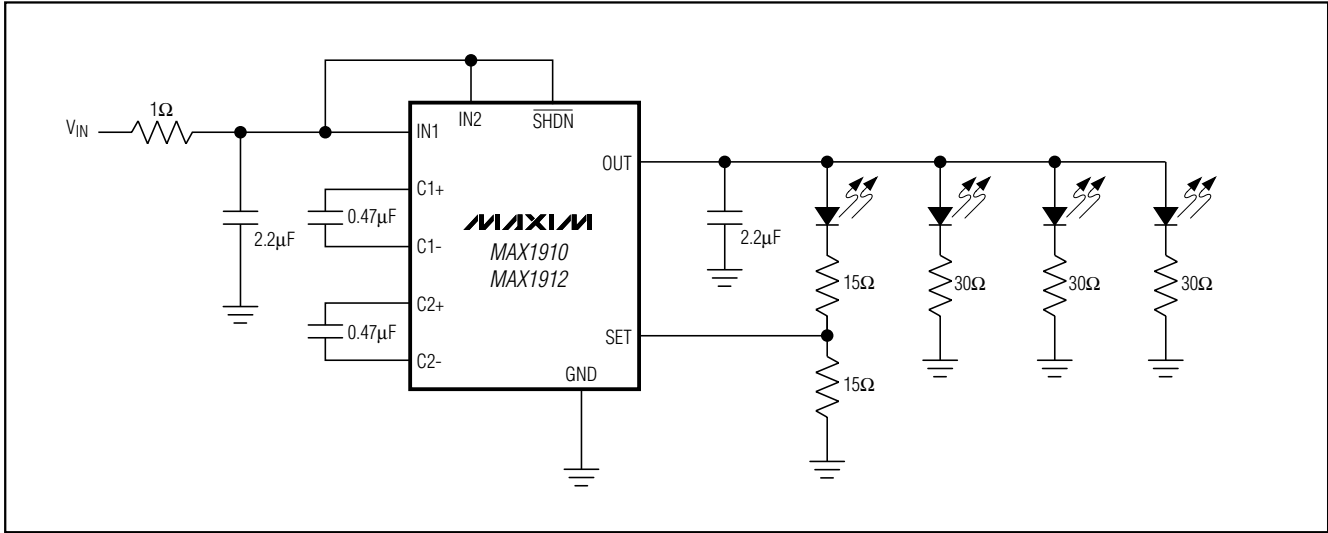 1Ω
VIN
2.2μF
IN1
IN2
SHDN
C1+
0.47μF
C1-
C2+
0.47μF
C2-
MAXIM
MAX1910
MAX1912
GND
OUT
SET
2.2μF
15Ω
15Ω
30Ω
30Ω
30Ω